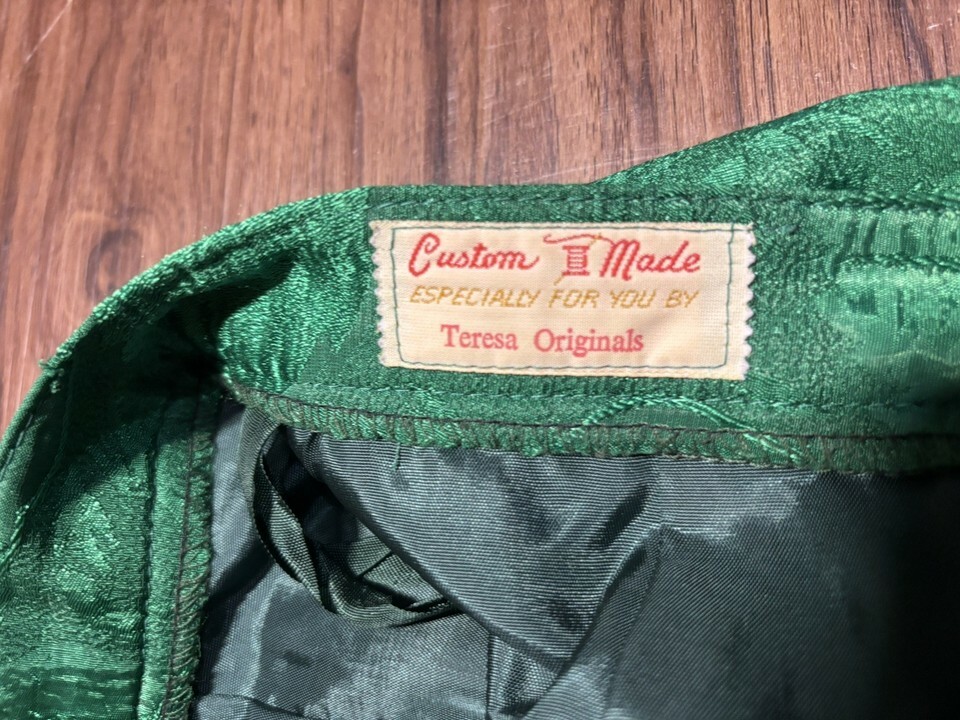 Custom Made
ESPECIALLY FOR YOU BY
Teresa Originals